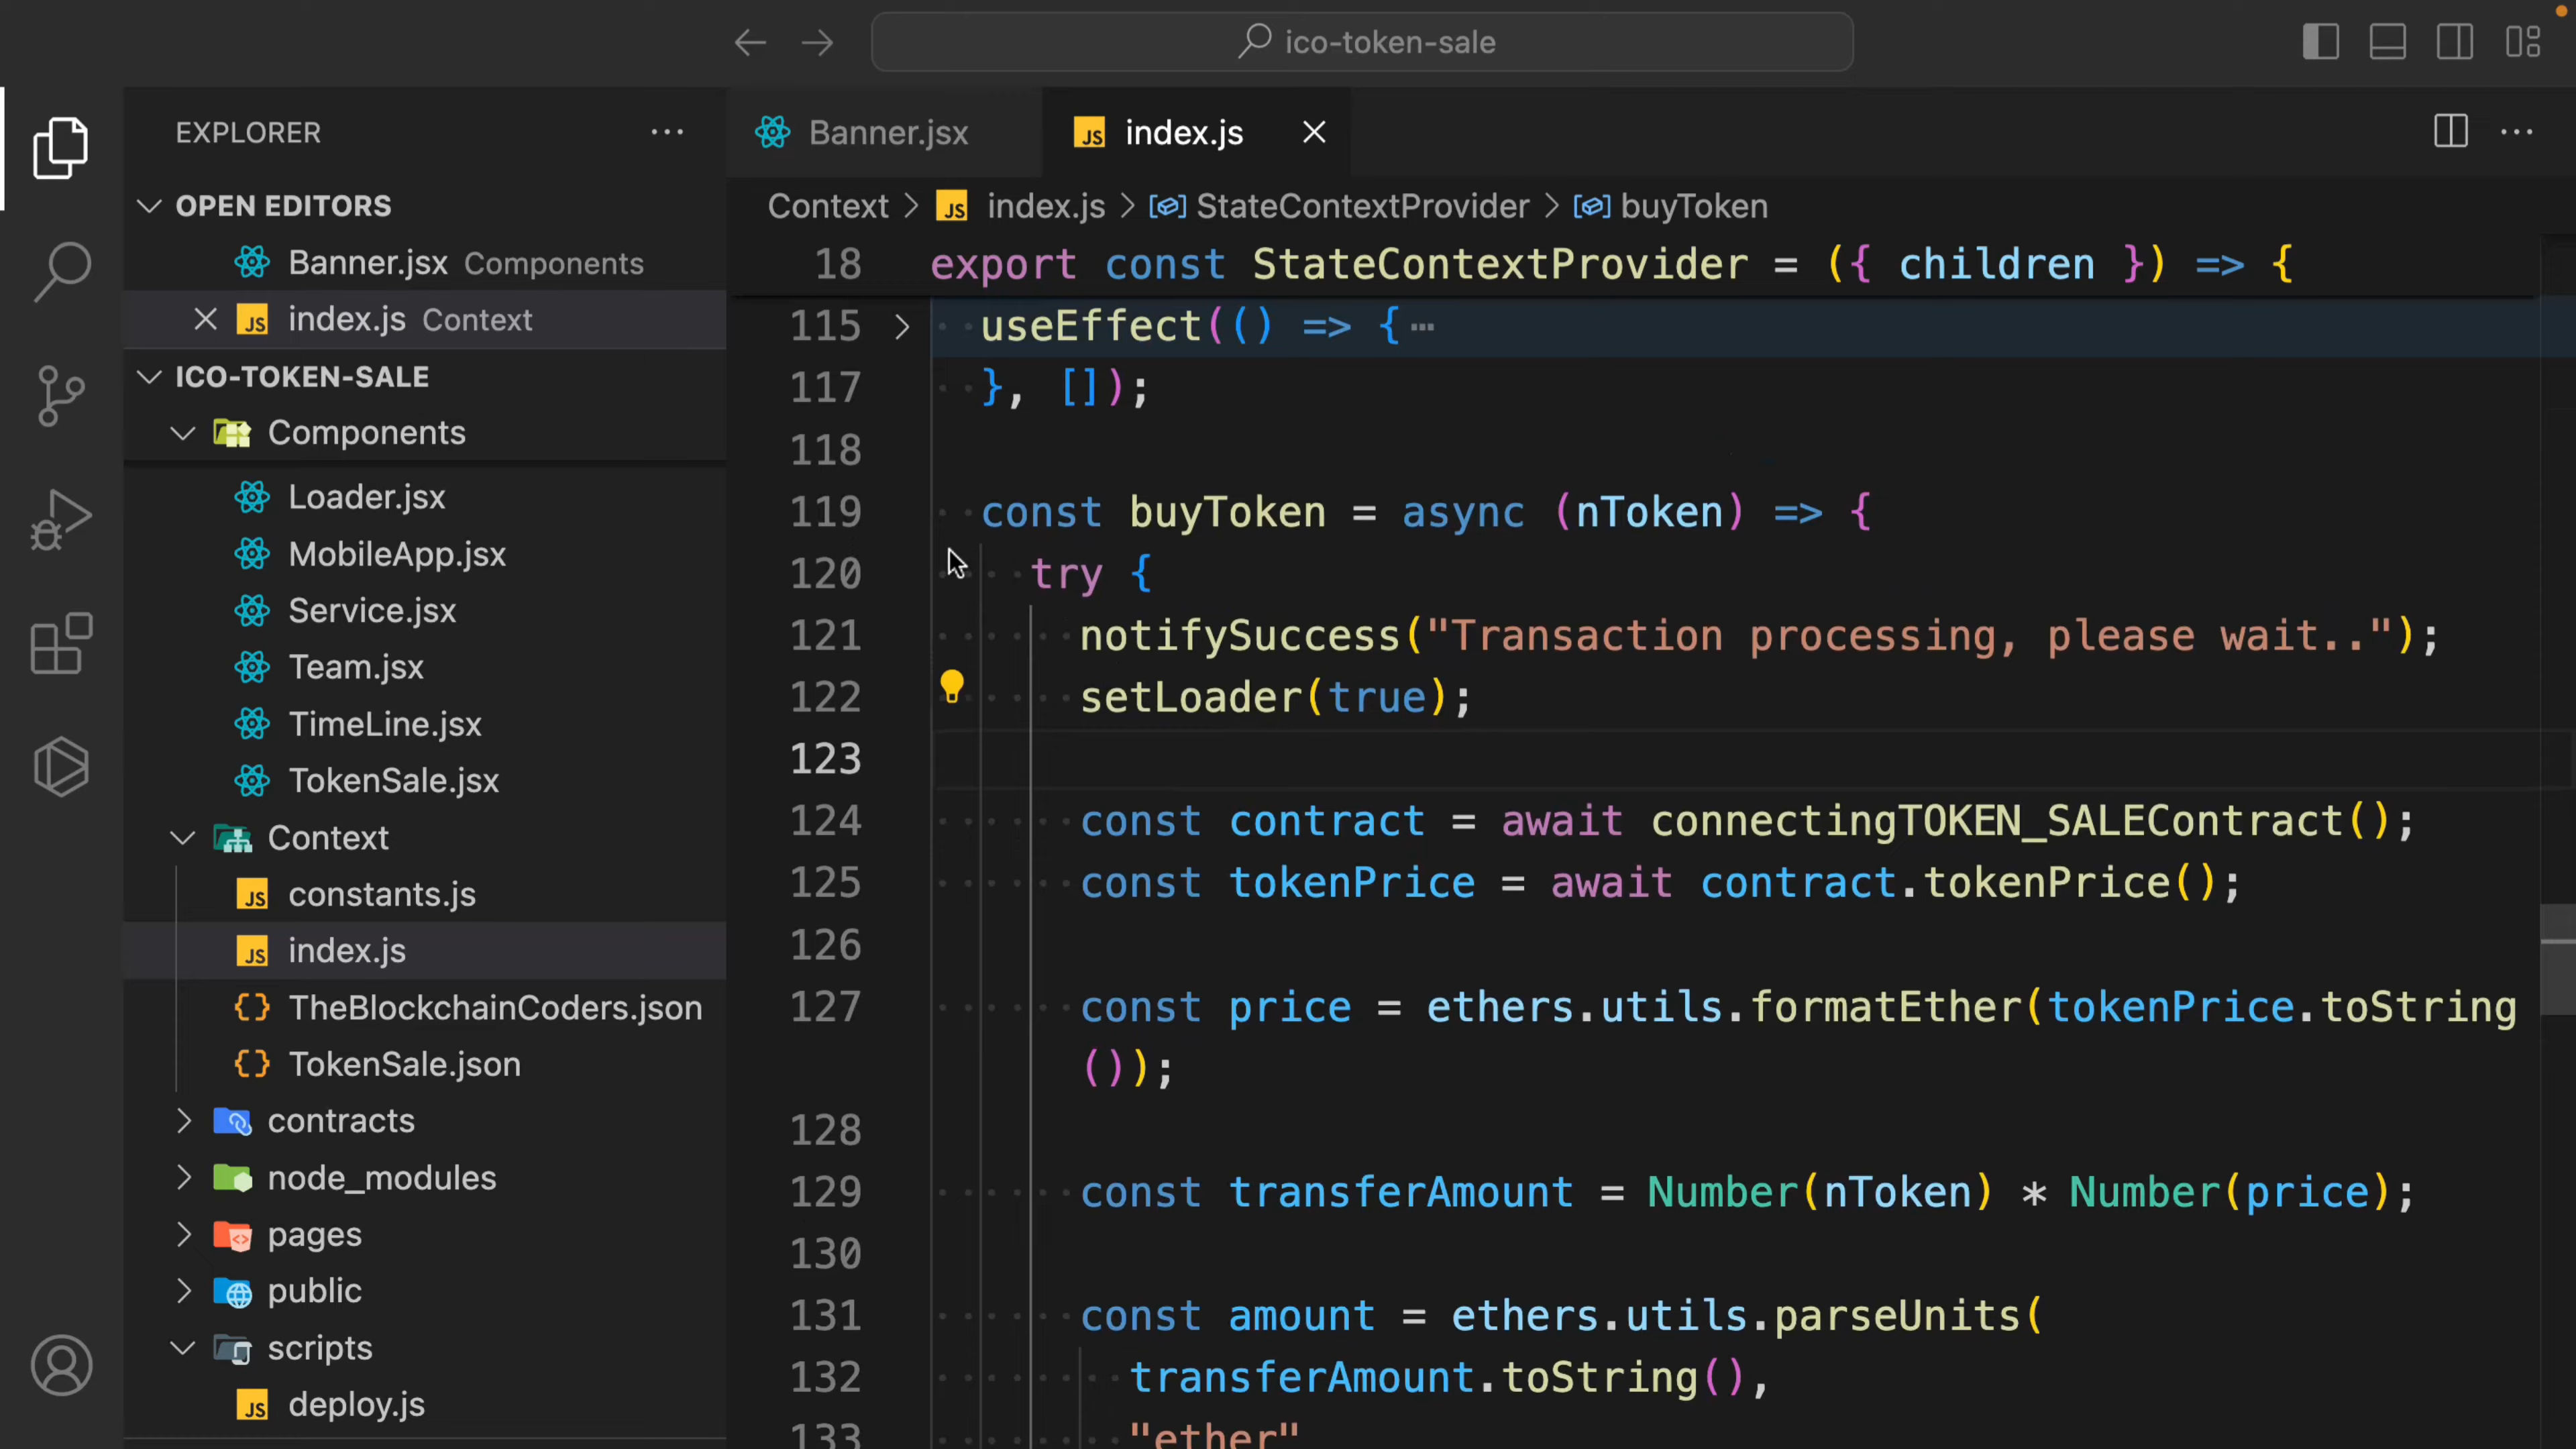 ico-token-sale
EXPLORER
OPEN EDITORS
Banner.jsx Components
index.js Context
ICO-TOKEN-SALE
Components
Loader.jsx
MobileApp.jsx
Service.jsx
Team.jsx
TimeLine.jsx
TokenSale.jsx
Context
constants.js
index.js
TheBlockchainCoders.json
TokenSale.json
contracts
node_modules
pages
public
scripts
deploy.js
Banner.jsx
index.js
Context > index.js > StateContextProvider > buyToken
18 export const StateContextProvider = ({ children }) => {
115 useEffect(() => {…
117 }, []);
118
119 const buyToken = async (nToken) => {
120 try {
121 notifySuccess("Transaction processing, please wait..");
122 setLoader(true);
123
124 const contract = await connectingTOKEN_SALEContract();
125 const tokenPrice = await contract.tokenPrice();
126
127 const price = ethers.utils.formatEther(tokenPrice.toString
());
128
129 const transferAmount = Number(nToken) * Number(price);
130
131 const amount = ethers.utils.parseUnits(
132 transferAmount.toString(),
133 "ether"